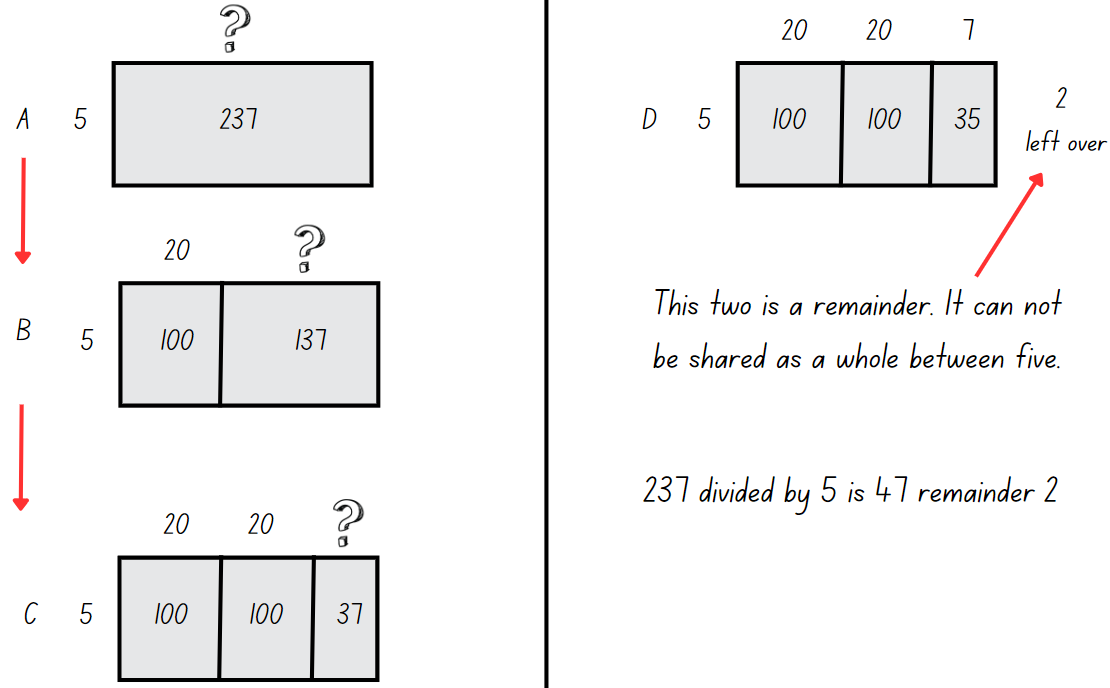 ?
A 5 237
20 ?
B 5 100 137
20 20 ?
C 5 100 100 37
20 20 7
D 5 100 100 35 2
left over
This two is a remainder. It can not
be shared as a whole between five.
237 divided by 5 is 47 remainder 2